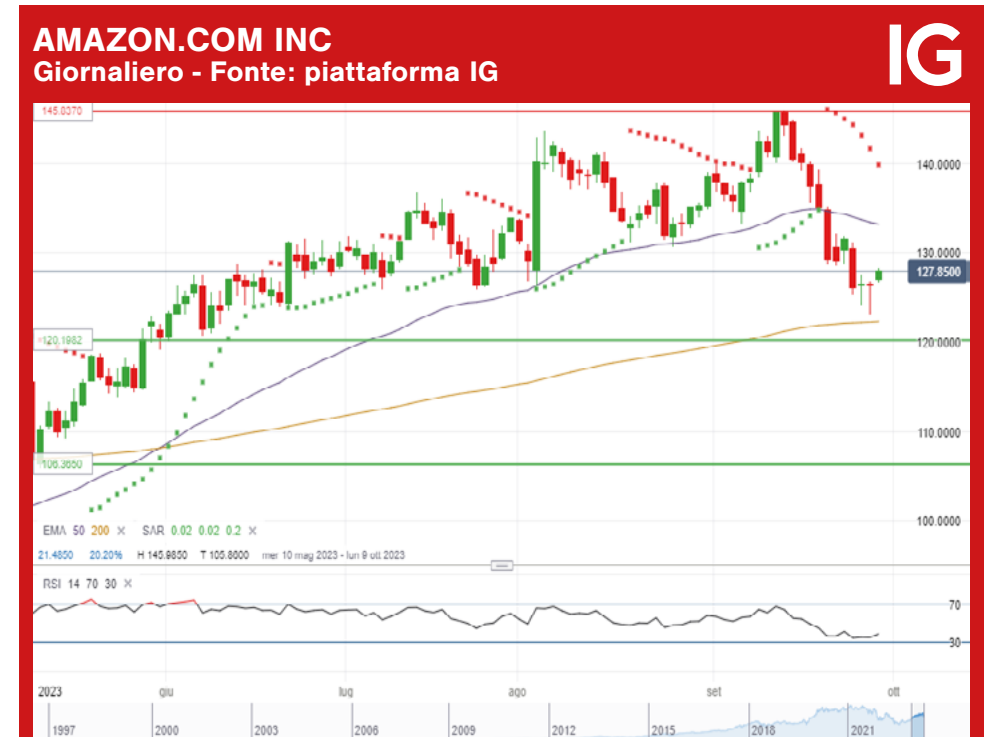 AMAZON.COM INC
Giornaliero - Fonte: piattaforma IG
IG
145.8370
140.0000
130.0000
127.8500
120.1982
120.0000
110.0000
106.3650
100.0000
EMA 50 200 × SAR 0.02 0.02 0.2 ×
21.4850 20.20% H 145.9850 T 105.8000 mer 10 mag 2023 - lun 9 ott 2023
RSI 14 70 30 ×
70
30
2023 giu lug ago set ott
1997 2000 2003 2006 2009 2012 2015 2018 2021